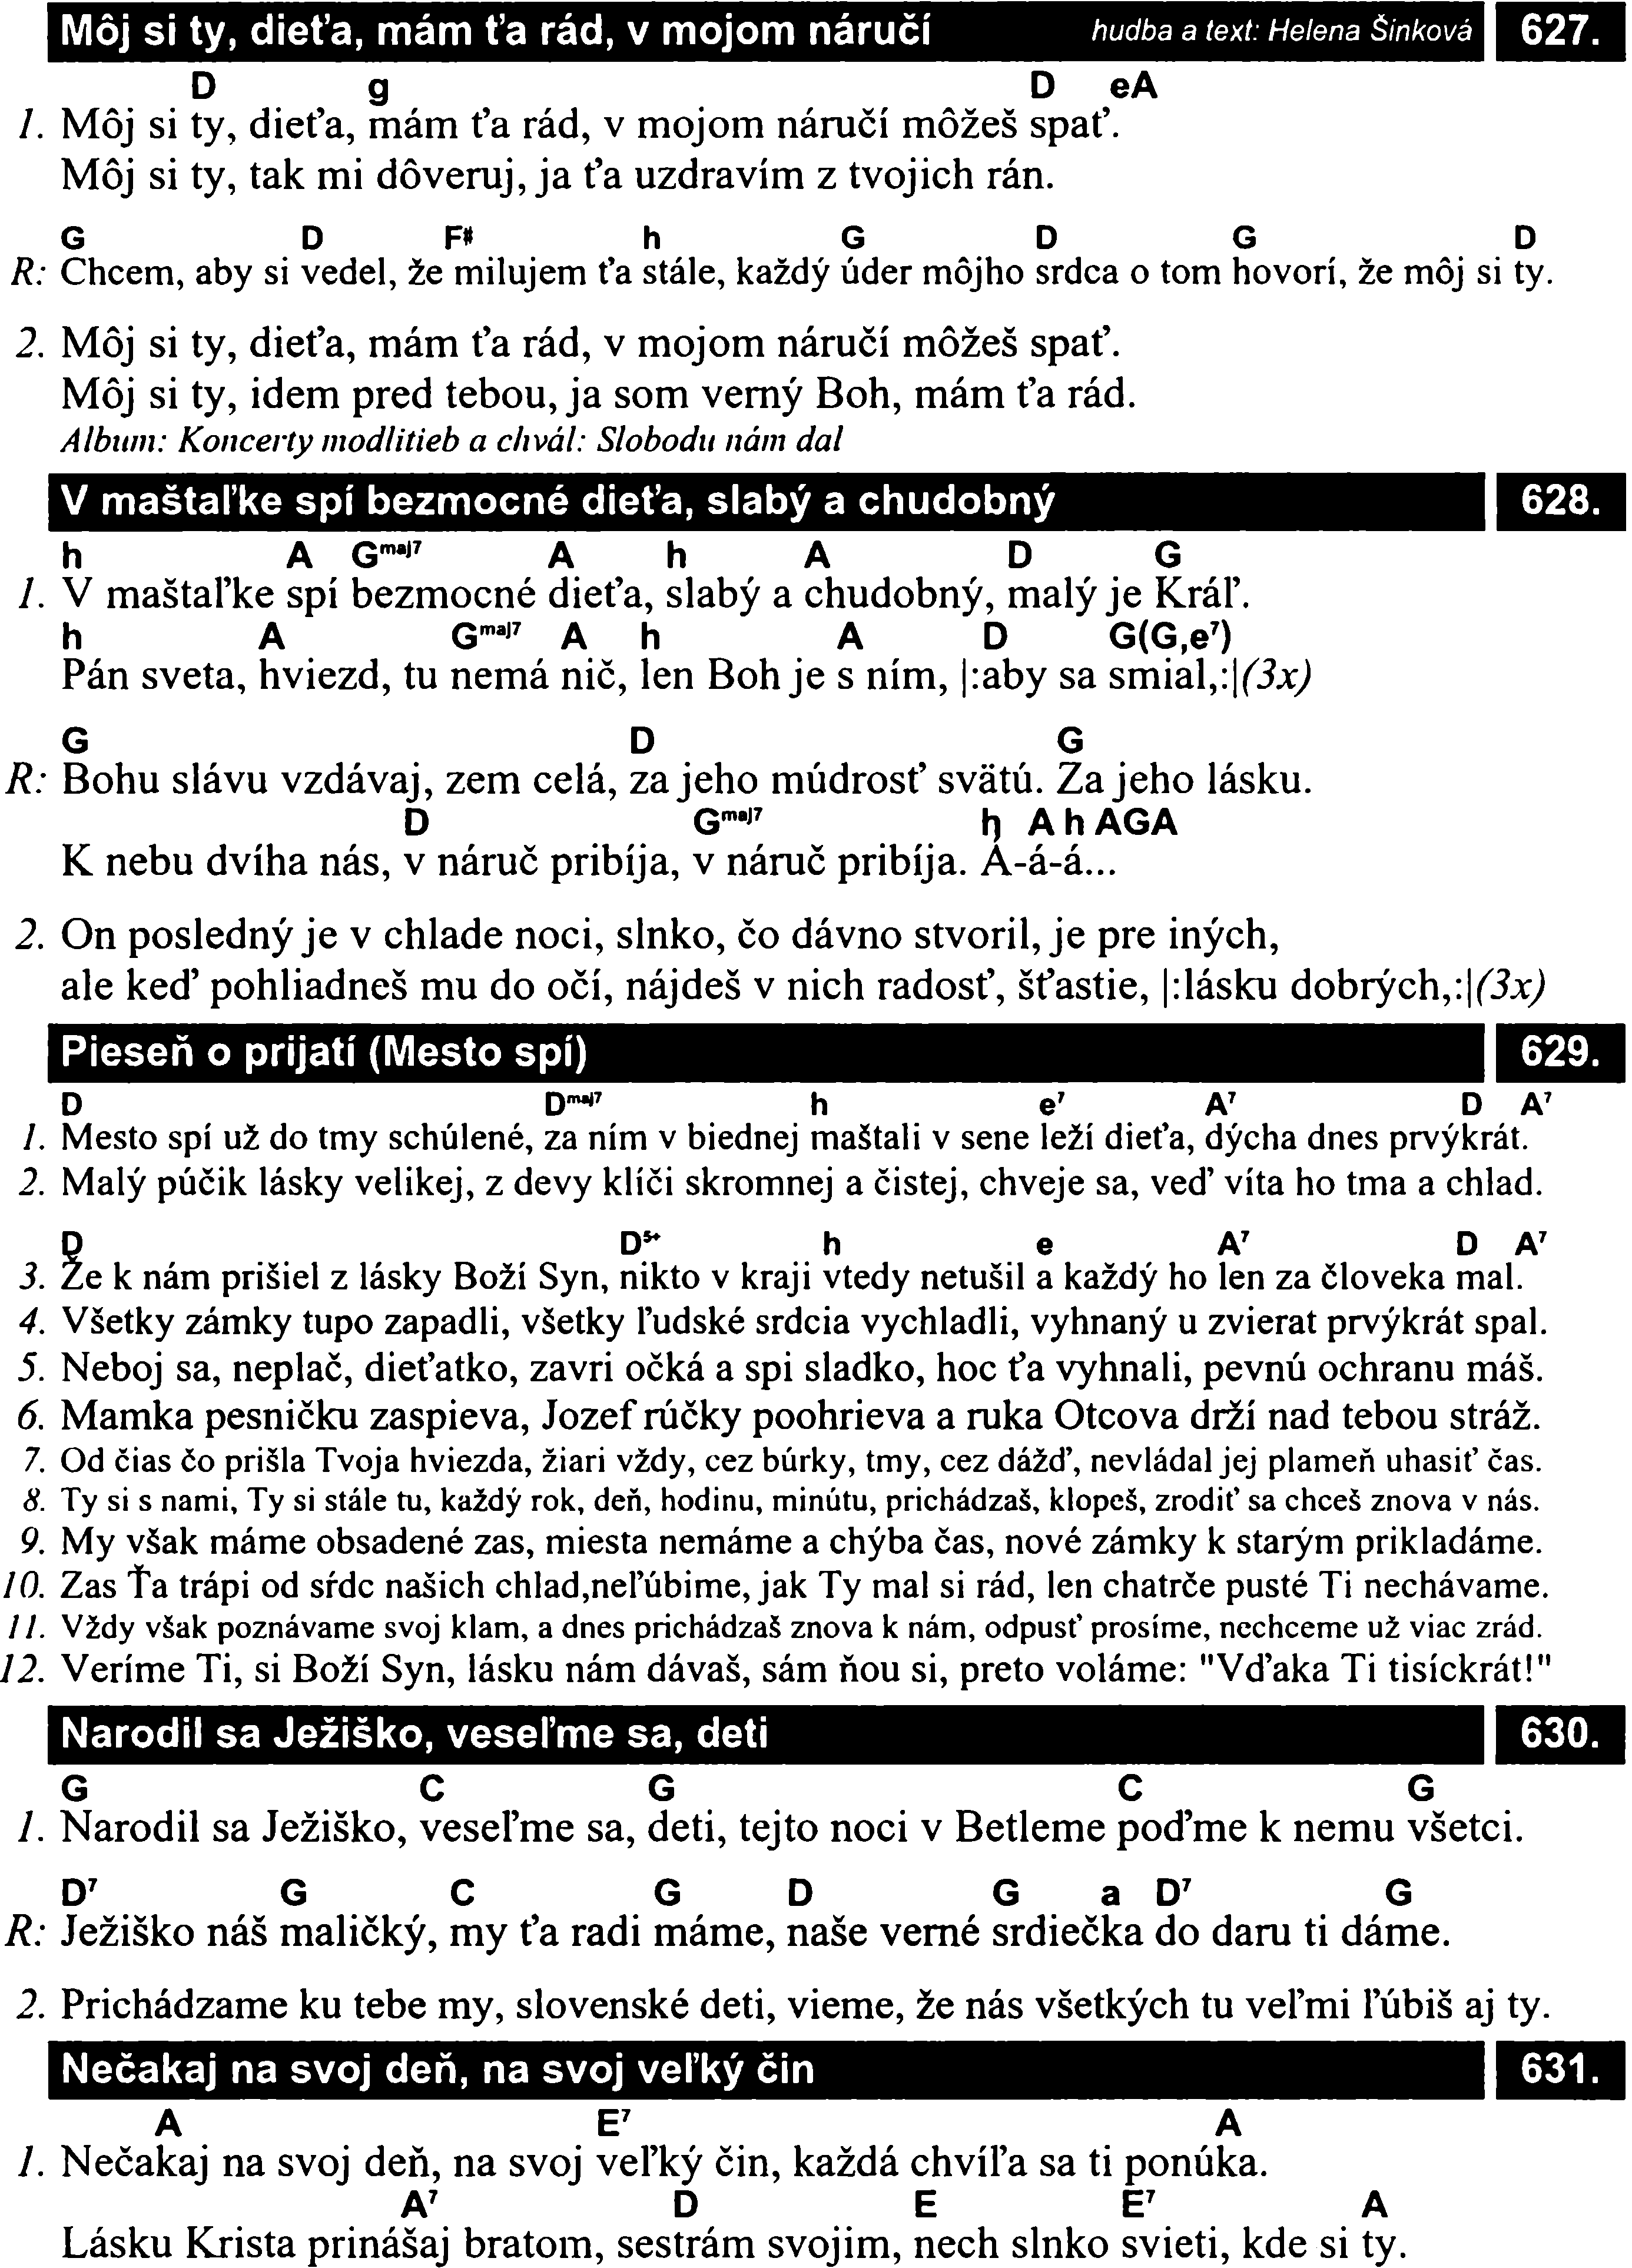 Môj si ty, dieťa, mám ťa rád, v mojom náručí hudba a text: Helena Šinková 627.
D g D eA
1. Môj si ty, dieťa, mám ťa rád, v mojom náručí môžeš spať.
Môj si ty, tak mi dôveruj, ja ťa uzdravím z tvojich rán.
G D F# h G D G D
R: Chcem, aby si vedel, že milujem ťa stále, každý úder môjho srdca o tom hovorí, že môj si ty.
2. Môj si ty, dieťa, mám ťa rád, v mojom náručí môžeš spať.
Môj si ty, idem pred tebou, ja som verný Boh, mám ťa rád.
Album: Koncerty modlitieb a chvál: Slobodu nám dal
V maštaľke spí bezmocné dieťa, slabý a chudobný 628.
h A Gmaj7 A h A D G
1. V maštaľke spí bezmocné dieťa, slabý a chudobný, malý je Kráľ.
h A Gmaj7 A h A D G(G,e7)
Pán sveta, hviezd, tu nemá nič, len Boh je s ním, |:aby sa smial,:|(3x)
G D G
R: Bohu slávu vzdávaj, zem celá, za jeho múdrosť svätú. Za jeho lásku.
D Gmaj7 h A h AGA
K nebu dvíha nás, v náruč pribíja, v náruč pribíja. Á-á-á...
2. On posledný je v chlade noci, slnko, čo dávno stvoril, je pre iných,
ale keď pohliadneš mu do očí, nájdeš v nich radosť, šťastie, |:lásku dobrých,:|(3x)
Pieseň o prijatí (Mesto spí) 629.
D Dmaj7 h e7 A7 D A7
1. Mesto spí už do tmy schúlené, za ním v biednej maštali v sene leží dieťa, dýcha dnes prvýkrát.
2. Malý púčik lásky velikej, z devy klíči skromnej a čistej, chveje sa, veď víta ho tma a chlad.
D D5+ h e A7 D A7
3. Že k nám prišiel z lásky Boží Syn, nikto v kraji vtedy netušil a každý ho len za človeka mal.
4. Všetky zámky tupo zapadli, všetky ľudské srdcia vychladli, vyhnaný u zvierat prvýkrát spal.
5. Neboj sa, neplač, dieťatko, zavri očká a spi sladko, hoc ťa vyhnali, pevnú ochranu máš.
6. Mamka pesničku zaspieva, Jozef rúčky poohrieva a ruka Otcova drží nad tebou stráž.
7. Od čias čo prišla Tvoja hviezda, žiari vždy, cez búrky, tmy, cez dážď, nevládal jej plameň uhasiť čas.
8. Ty si s nami, Ty si stále tu, každý rok, deň, hodinu, minútu, prichádzaš, klopeš, zrodiť sa chceš znova v nás.
9. My však máme obsadené zas, miesta nemáme a chýba čas, nové zámky k starým prikladáme.
10. Zas Ťa trápi od sŕdc našich chlad,neľúbime, jak Ty mal si rád, len chatrče pusté Ti nechávame.
11. Vždy však poznávame svoj klam, a dnes prichádzaš znova k nám, odpusť prosíme, nechceme už viac zrád.
12. Veríme Ti, si Boží Syn, lásku nám dávaš, sám ňou si, preto voláme: "Vďaka Ti tisíckrát!"
Narodil sa Ježiško, veseľme sa, deti 630.
G C G C G
1. Narodil sa Ježiško, veseľme sa, deti, tejto noci v Betleme poďme k nemu všetci.
D7 G C G D G a D7 G
R: Ježiško náš maličký, my ťa radi máme, naše verné srdiečka do daru ti dáme.
2. Prichádzame ku tebe my, slovenské deti, vieme, že nás všetkých tu veľmi ľúbiš aj ty.
Nečakaj na svoj deň, na svoj veľký čin 631.
A E7 A
1. Nečakaj na svoj deň, na svoj veľký čin, každá chvíľa sa ti ponúka.
A7 D E E7 A
Lásku Krista prinášaj bratom, sestrám svojim, nech slnko svieti, kde si ty.